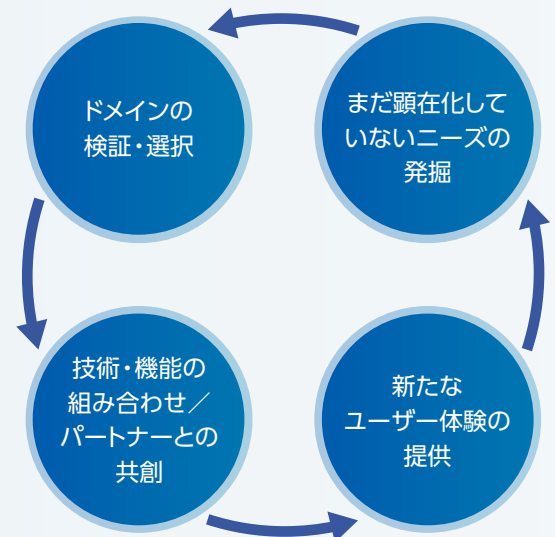 ドメインの
検証・選択
まだ顕在化して
いないニーズの
発掘
技術・機能の
組み合わせ／
パートナーとの
共創
新たな
ユーザー体験の
提供